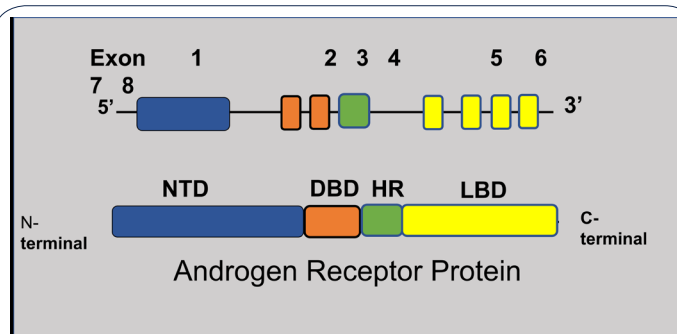 Exon 1 2 3 4 5 6
7 8
5’ 3’
NTD DBD HR LBD
N-
terminal
C-
terminal
Androgen Receptor Protein